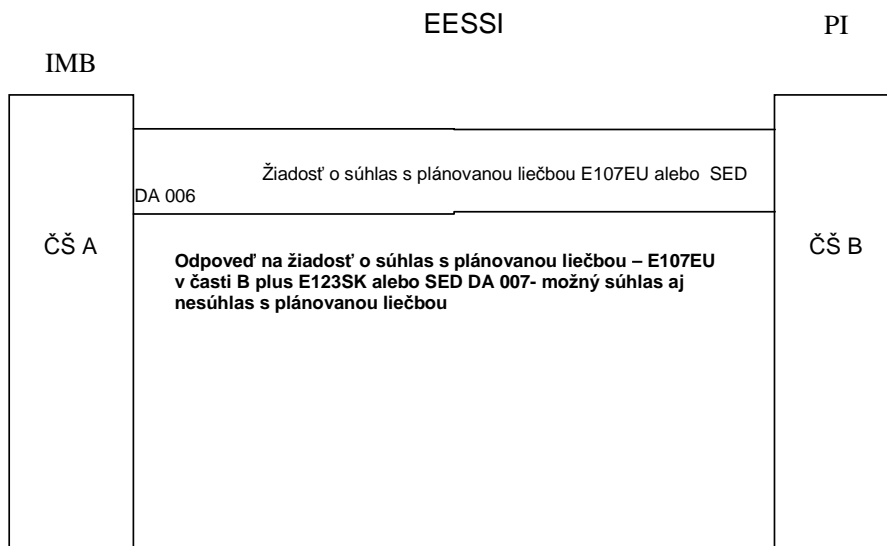 EESSI
PI
IMB
Žiadosť o súhlas s plánovanou liečbou E107EU alebo SED
DA 006
ČŠ A
ČŠ B
Odpoveď na žiadosť o súhlas s plánovanou liečbou – E107EU
v časti B plus E123SK alebo SED DA 007- možný súhlas aj
nesúhlas s plánovanou liečbou